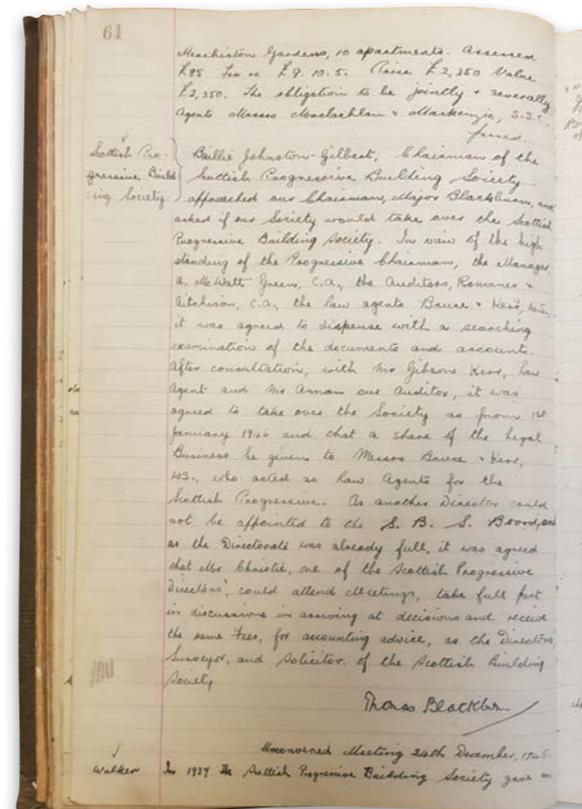 61
Merchiston Gardens, 10 apartments. Assessed
£85 Feu £9. 10. 5. Raise £2,350 Value
£2,350. The obligation to be jointly & severally
Agents Messrs Maclachlan & Mackenzie, S.S.C.
passed.
Scottish Pro-
gressive Build-
ing Society.
Baillie Johnston-Gilbert, Chairman of the
Scottish Progressive Building Society
approached our Chairman, Major Blackburn, and
asked if our Society would take over the Scottish
Progressive Building Society. In view of the high
standing of the Progressive Chairman, the Manager
a, McWatt Green, C.A., the Auditors, Romanes &
Aitchison, C.A., the law agents Bruce & Kerr, W.S.,
it was agreed to dispense with a searching
examination of the documents and accounts.
After consultation, with Mr Gibson Kerr, Law
Agent and Mr Annan our Auditor, it was
agreed to take over the Society as from 1st
January 1946 and that a share of the Legal
Business be given to Messrs Bruce & Kerr,
WS., who acted as Law Agents for the
Scottish Progressive. As another Director could
not be appointed to the S. B. S. Board, and
as the Directorate was already full, it was agreed
that Mr Christie, one of the Scottish Progressive
Directors, could attend Meetings, take full part
in discussions in arriving at decisions and receive
the same Fees, for accounting advice, as the Directors,
Surveyor, and Solicitor, of the Scottish Building
Society
Thomas Blackburn
Unconvened Meeting 24th December, 1945
Walker
In 1937 The Scottish Progressive Building Society gave